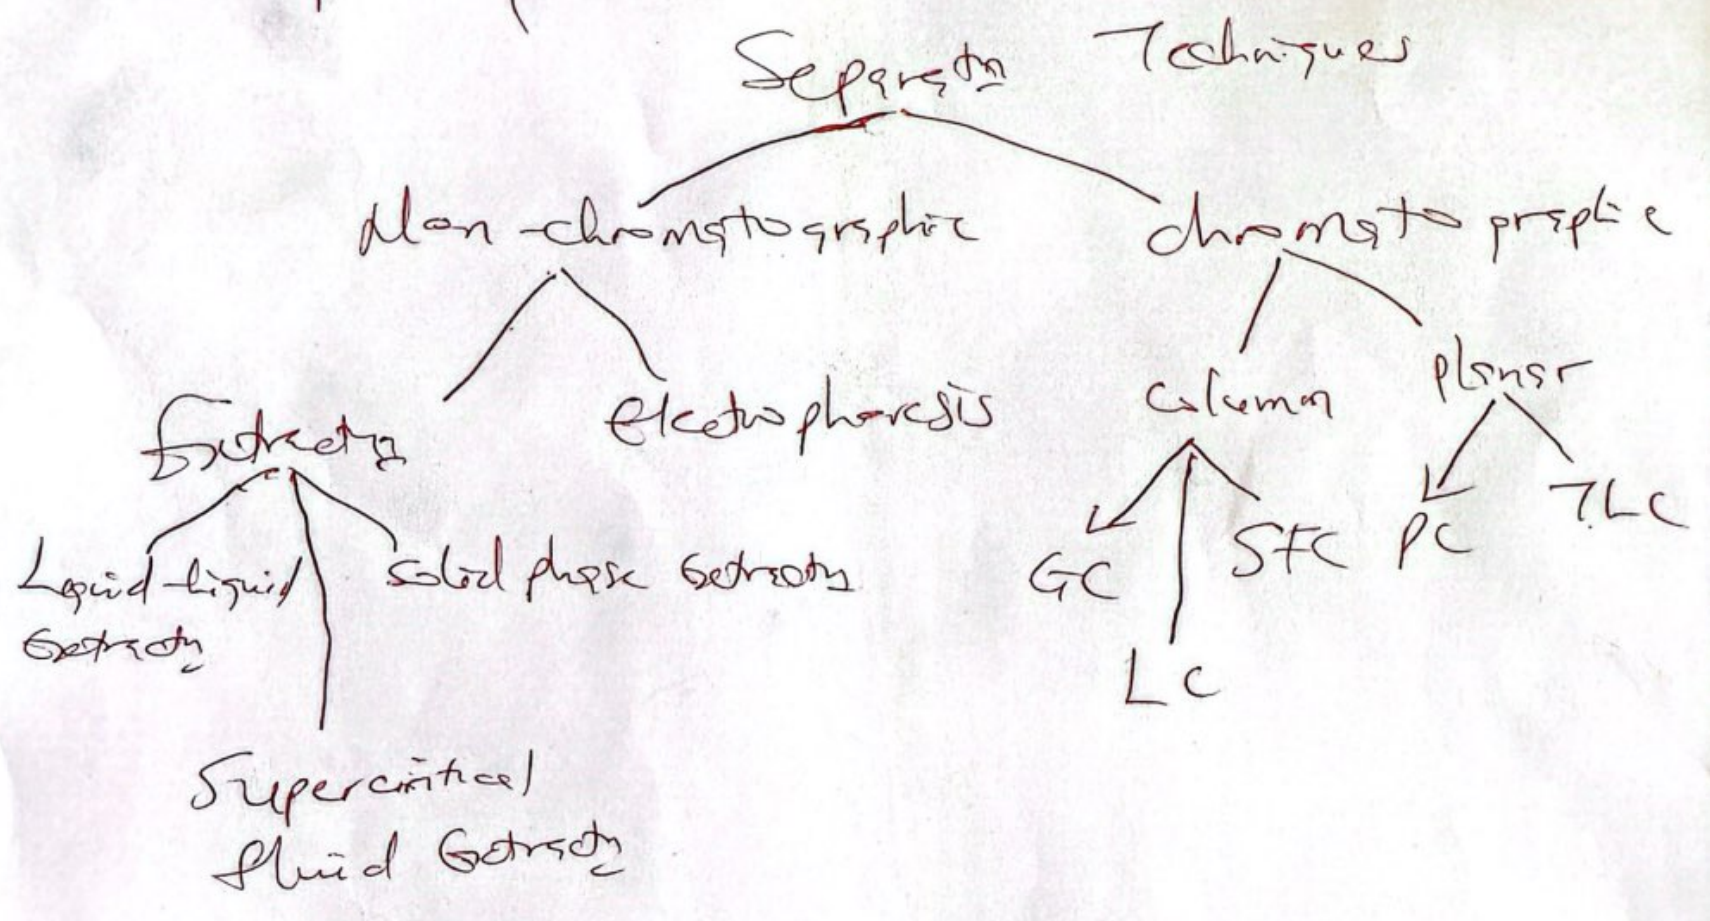 Separation Techniques
Non-chromatographic chromatographic
Extraction Electrophoresis Column planar
Liquid-liquid Extraction
solid phase Extraction
Supercritical
fluid Extraction
GC
LC
SFC
PC
TLC